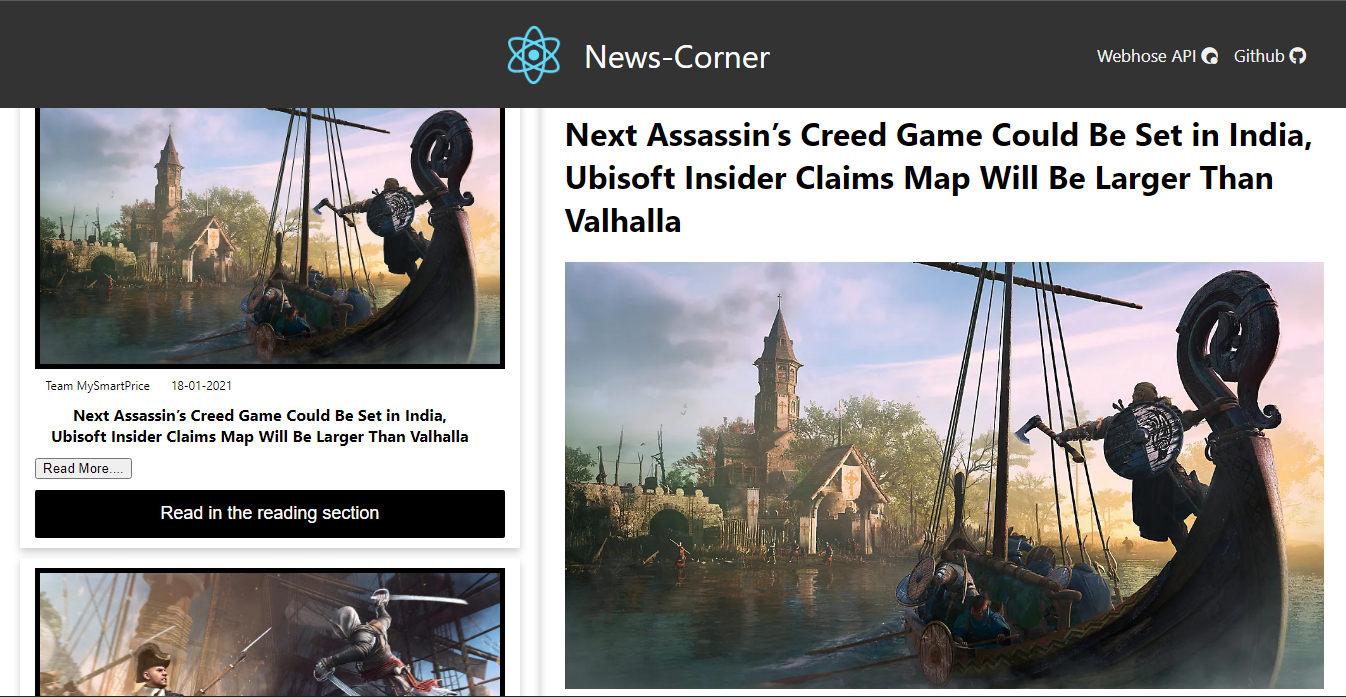 News-Corner
Webhose API
Github
Team MySmartPrice 18-01-2021
Next Assassin’s Creed Game Could Be Set in India,
Ubisoft Insider Claims Map Will Be Larger Than Valhalla
Read More....
Read in the reading section
Next Assassin’s Creed Game Could Be Set in India,
Ubisoft Insider Claims Map Will Be Larger Than
Valhalla